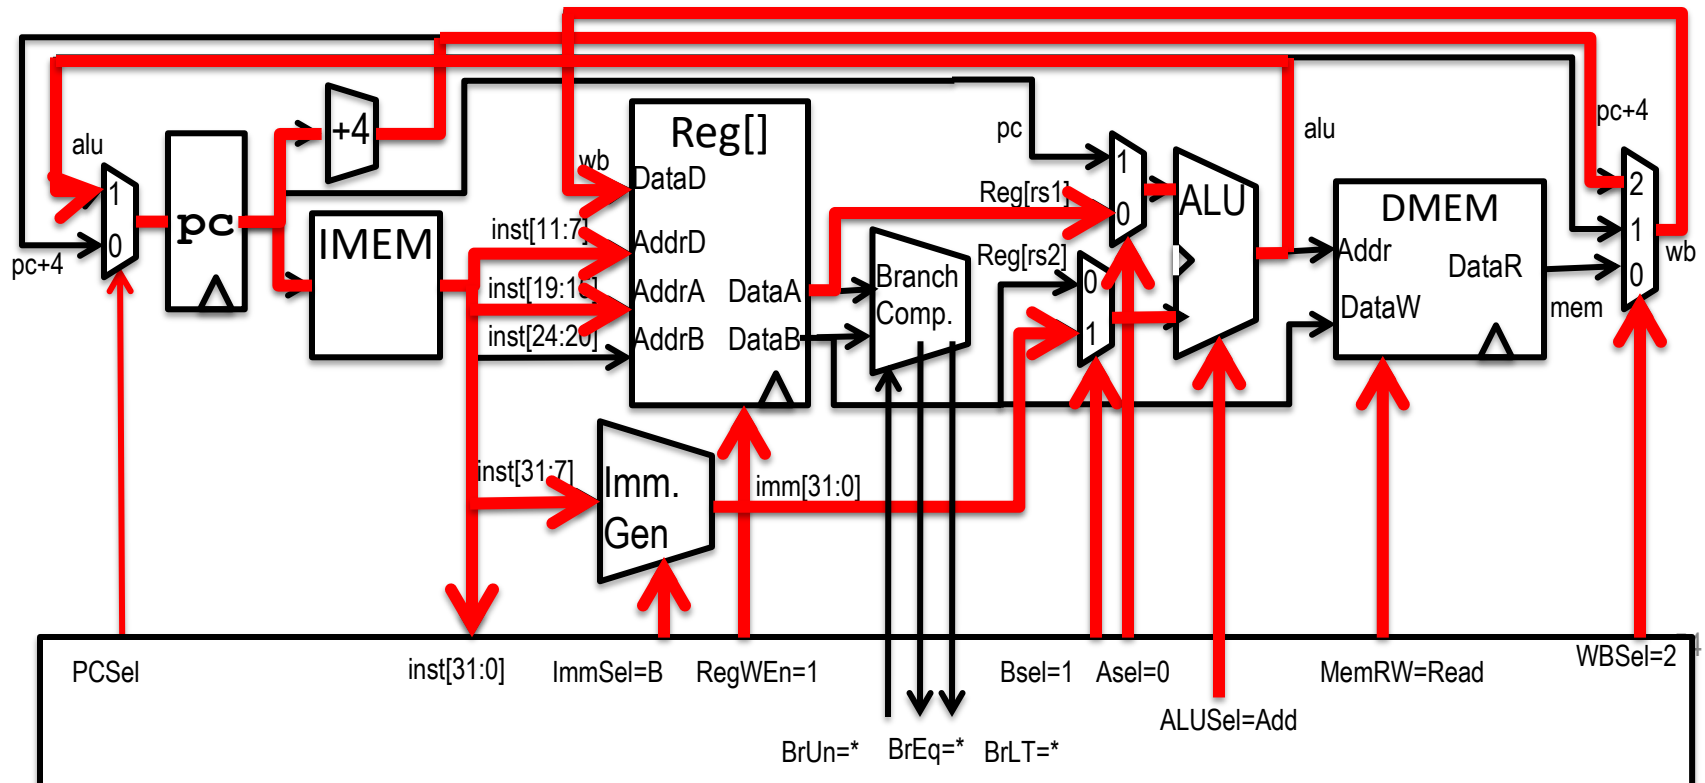 alu
1
0
pc+4
pc
+4
IMEM
Reg[]
wb
DataD
inst[11:7]
AddrD
inst[19:15]
AddrA
DataA
inst[24:20]
AddrB
DataB
inst[31:7]
Imm.
Gen
imm[31:0]
Branch
Comp.
pc
Reg[rs1]
Reg[rs2]
1
0
0
1
ALU
alu
DMEM
Addr
DataR
DataW
mem
pc+4
2
1
0
wb
PCSel
inst[31:0]
ImmSel=B
RegWEn=1
Bsel=1
Asel=0
MemRW=Read
WBSel=2
ALUSel=Add
BrUn=*
BrEq=*
BrLT=*